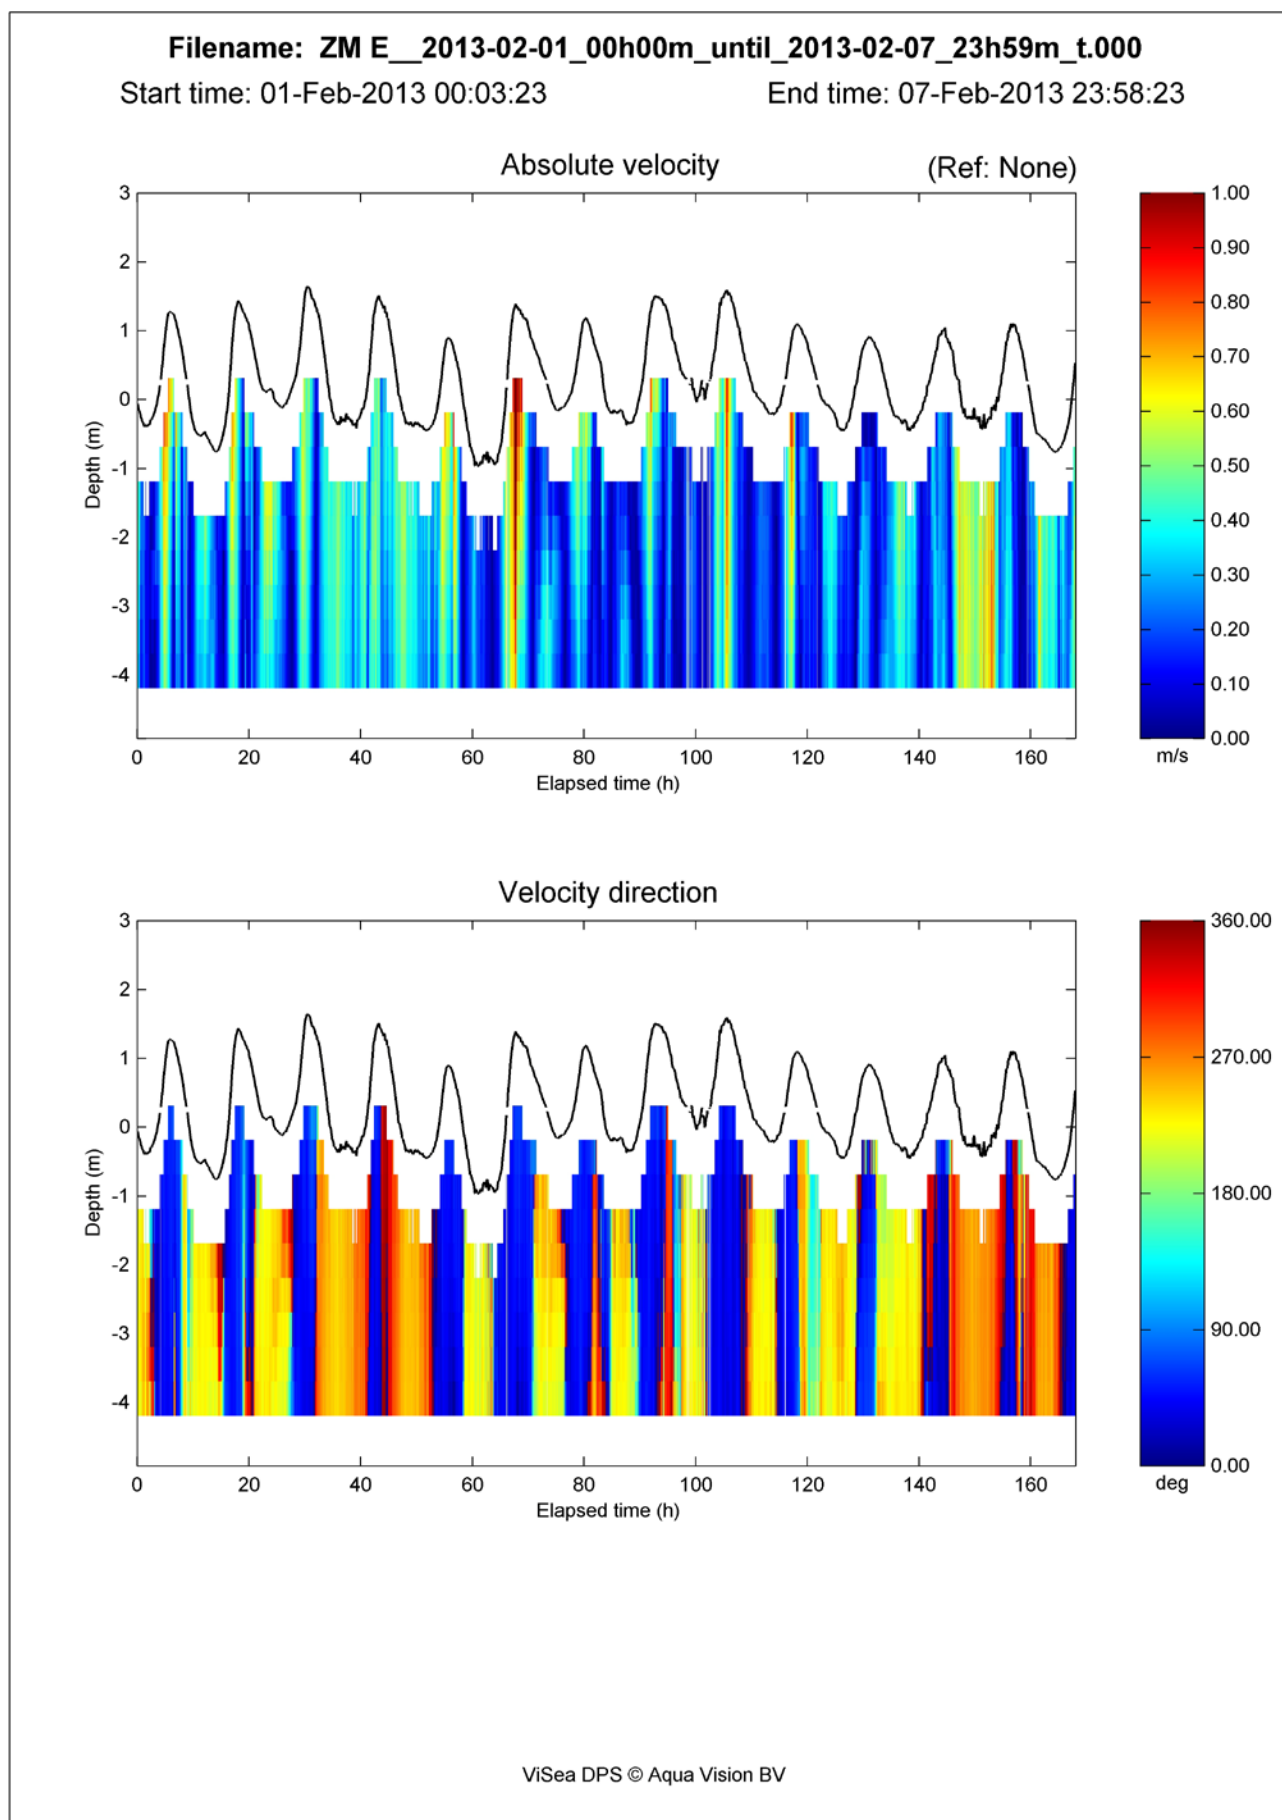 Filename:  ZM E__2013-02-01_00h00m_until_2013-02-07_23h59m_t.000
Start time: 01-Feb-2013 00:03:23 End time: 07-Feb-2013 23:58:23
Absolute velocity (Ref: None)
3
2
1
0
-1
-2
-3
-4
Depth (m)
0 20 40 60 80 100 120 140 160
Elapsed time (h)
1.00
0.90
0.80
0.70
0.60
0.50
0.40
0.30
0.20
0.10
0.00
m/s
Velocity direction
3
2
1
0
-1
-2
-3
-4
Depth (m)
0 20 40 60 80 100 120 140 160
Elapsed time (h)
360.00
270.00
180.00
90.00
0.00
deg
ViSea DPS © Aqua Vision BV